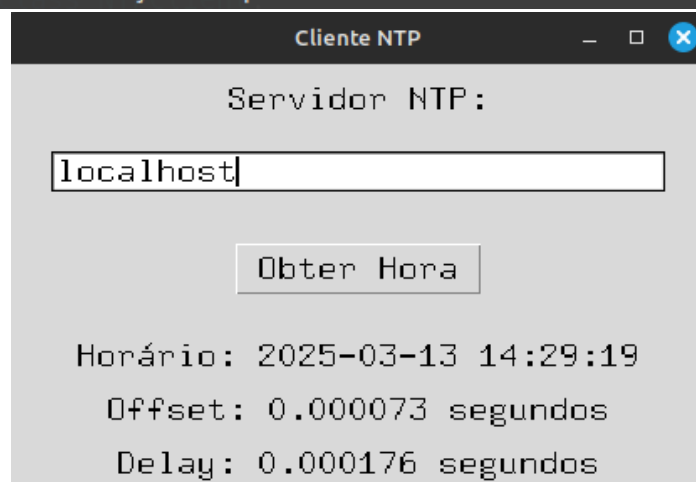 Cliente NTP
Servidor NTP:
localhost
Obter Hora
Horário: 2025-03-13 14:29:19
Offset: 0.000073 segundos
Delay: 0.000176 segundos